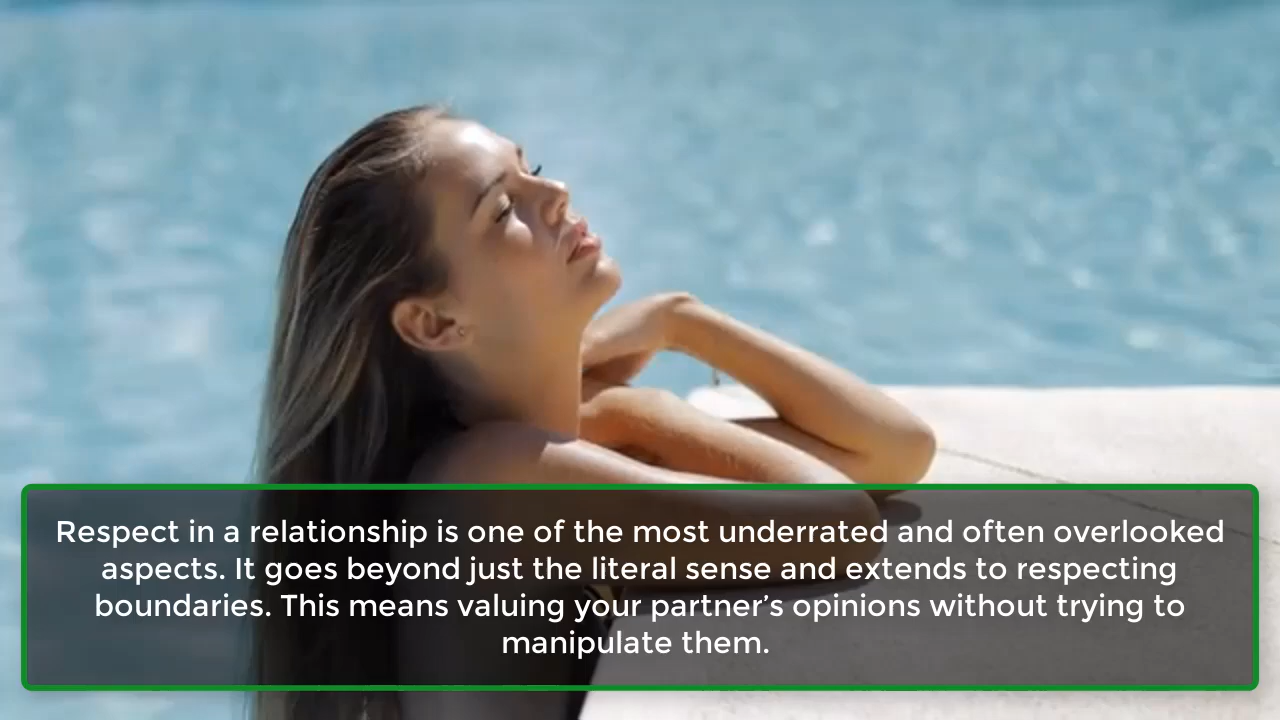 Respect in a relationship is one of the most underrated and often overlooked
aspects. It goes beyond just the literal sense and extends to respecting
boundaries. This means valuing your partner’s opinions without trying to
manipulate them.